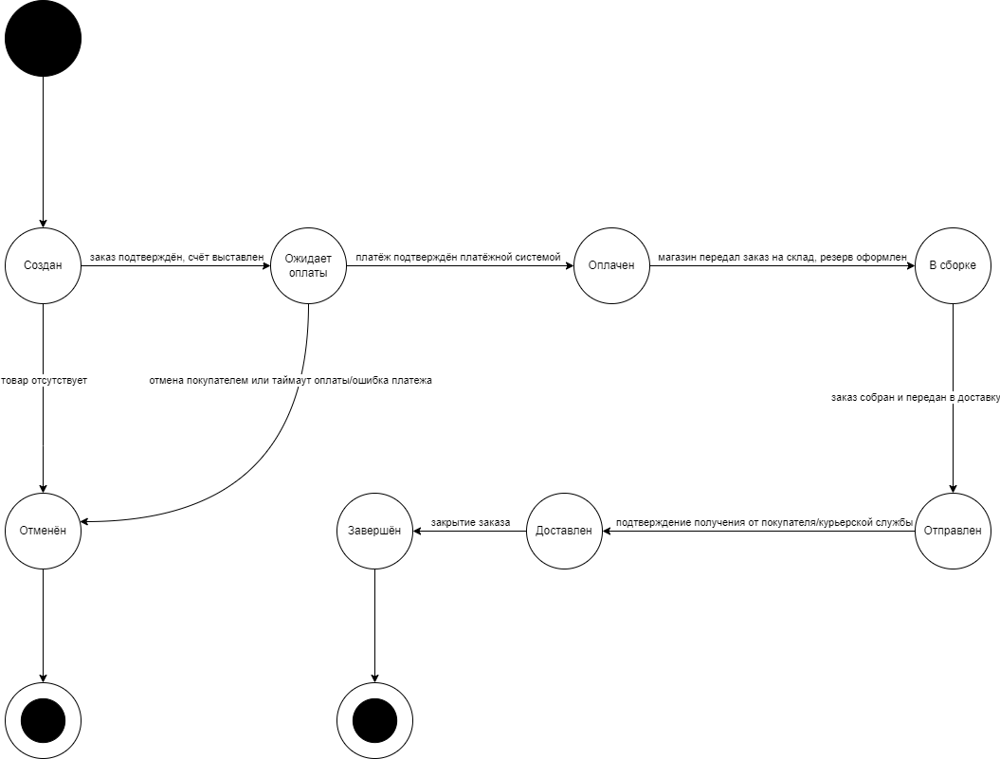 Создан
заказ подтверждён, счёт выставлен
Ожидает
оплаты
платёж подтверждён платёжной системой
Оплачен
магазин передал заказ на склад, резерв оформлен
В сборке
товар отсутствует
отмена покупателем или таймаут оплаты/ошибка платежа
заказ собран и передан в доставку
Отменён
Завершён
закрытие заказа
Доставлен
подтверждение получения от покупателя/курьерской службы
Отправлен